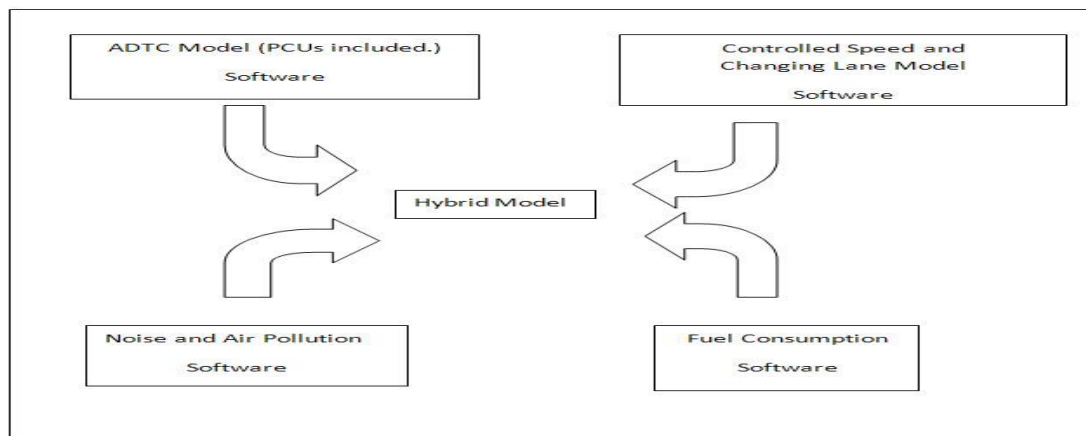 ADTC Model (PCUs included.)
Software
Controlled Speed and
Changing Lane Model
Software
Hybrid Model
Noise and Air Pollution
Software
Fuel Consumption
Software